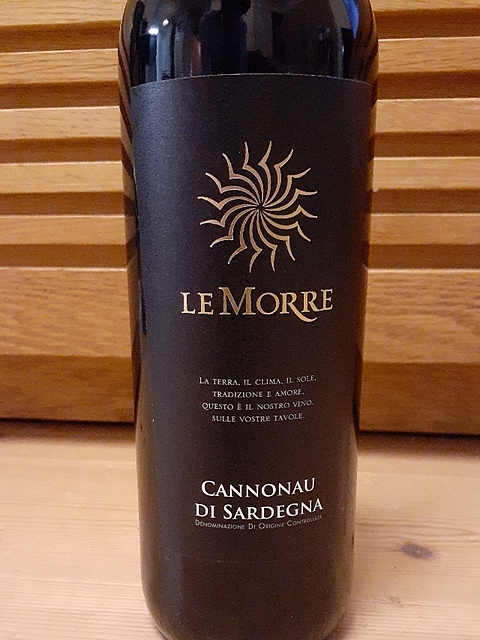 LE MORRE
LA TERRA, IL CLIMA, IL SOLE,
TRADIZIONE E AMORE.
QUESTO È IL NOSTRO VINO,
SULLE VOSTRE TAVOLE.
CANNONAU
DI SARDEGNA
DENOMINAZIONE DI ORIGINE CONTROLLATA